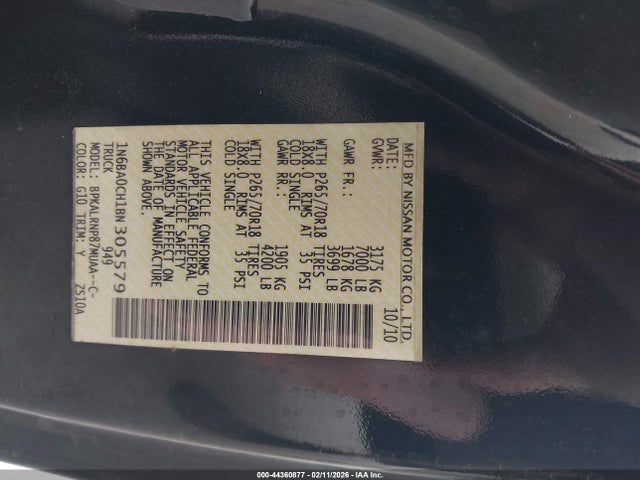 MFD BY NISSAN MOTOR CO., LTD.
DATE: 10/10
GVWR: 3175 KG
7000 LB
GAWR FR.: 1678 KG
3699 LB
WITH P265/70R18 TIRES
18X8.0 RIMS AT 35 PSI
COLD SINGLE
GAWR RR.: 1905 KG
4200 LB
WITH P265/70R18 TIRES
18X8.0 RIMS AT 35 PSI
COLD SINGLE
THIS VEHICLE CONFORMS TO
ALL APPLICABLE FEDERAL
MOTOR VEHICLE SAFETY
STANDARDS IN EFFECT ON
THE DATE OF MANUFACTURE
SHOWN ABOVE.
1N6BA0CH1BN305579
TRUCK 949
MODEL: BPKALRNP87MUAA--C-
COLOR: G10 TRIM: Y ZS10A
000-44360877 - 02/11/2026 - IAA Inc.